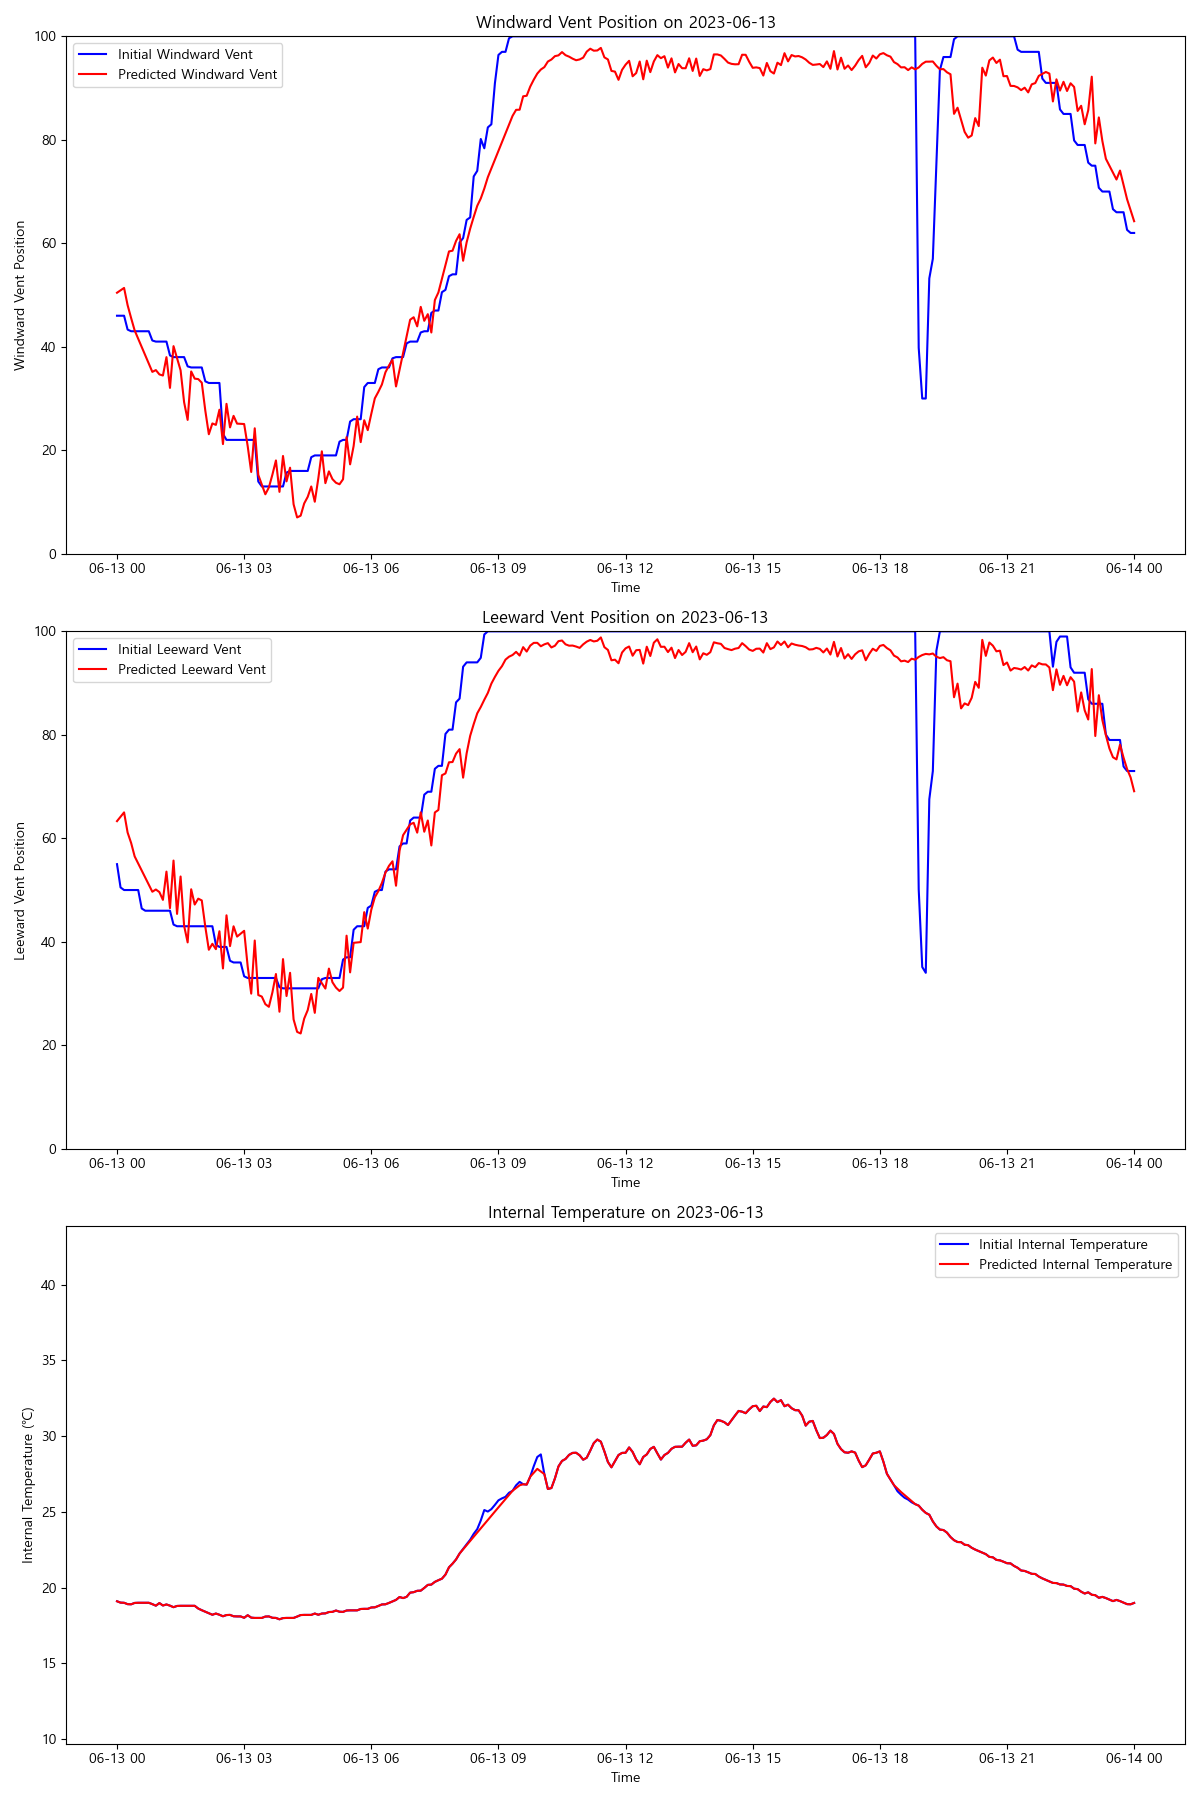 Windward Vent Position on 2023-06-13
Initial Windward Vent
Predicted Windward Vent
Windward Vent Position
100
80
60
40
20
0
06-13 00 06-13 03 06-13 06 06-13 09 06-13 12 06-13 15 06-13 18 06-13 21 06-14 00
Time
Leeward Vent Position on 2023-06-13
Initial Leeward Vent
Predicted Leeward Vent
Leeward Vent Position
100
80
60
40
20
0
06-13 00 06-13 03 06-13 06 06-13 09 06-13 12 06-13 15 06-13 18 06-13 21 06-14 00
Time
Internal Temperature on 2023-06-13
Initial Internal Temperature
Predicted Internal Temperature
Internal Temperature (℃)
40
35
30
25
20
15
10
06-13 00 06-13 03 06-13 06 06-13 09 06-13 12 06-13 15 06-13 18 06-13 21 06-14 00
Time